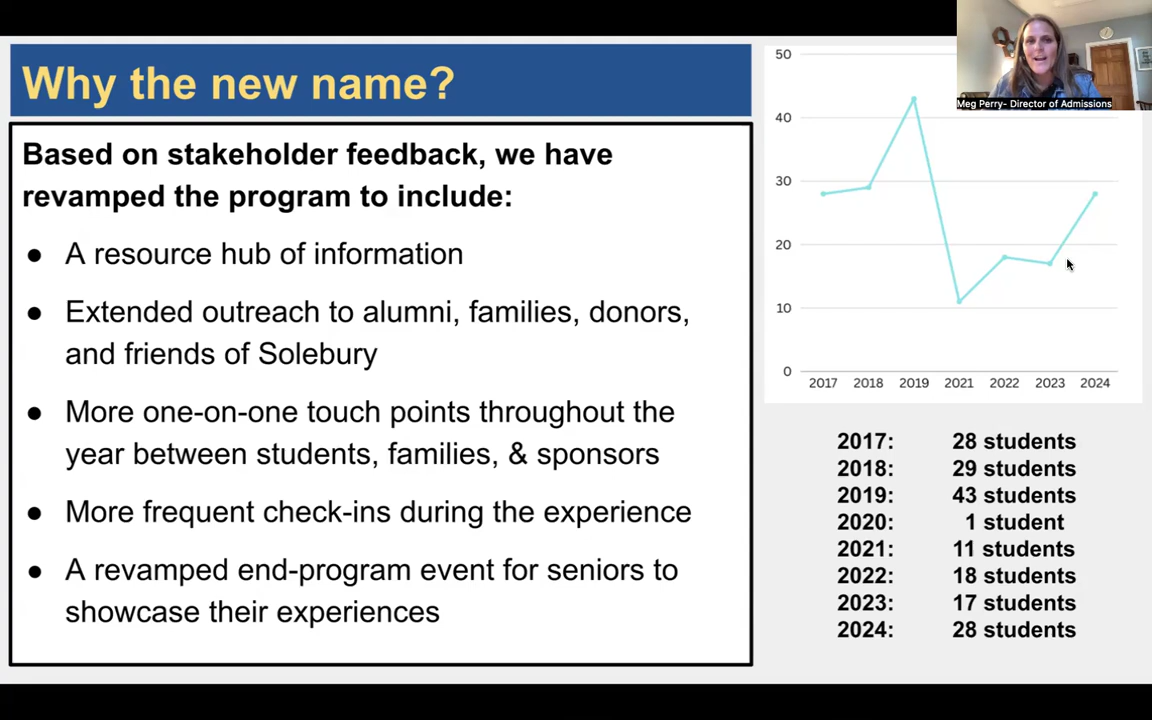 Why the new name?
Based on stakeholder feedback, we have
revamped the program to include:
● A resource hub of information
● Extended outreach to alumni, families, donors,
and friends of Solebury
● More one-on-one touch points throughout the
year between students, families, & sponsors
● More frequent check-ins during the experience
● A revamped end-program event for seniors to
showcase their experiences
Meg Perry- Director of Admissions
50
40
30
20
10
0
2017 2018 2019 2021 2022 2023 2024
2017: 28 students
2018: 29 students
2019: 43 students
2020: 1 student
2021: 11 students
2022: 18 students
2023: 17 students
2024: 28 students